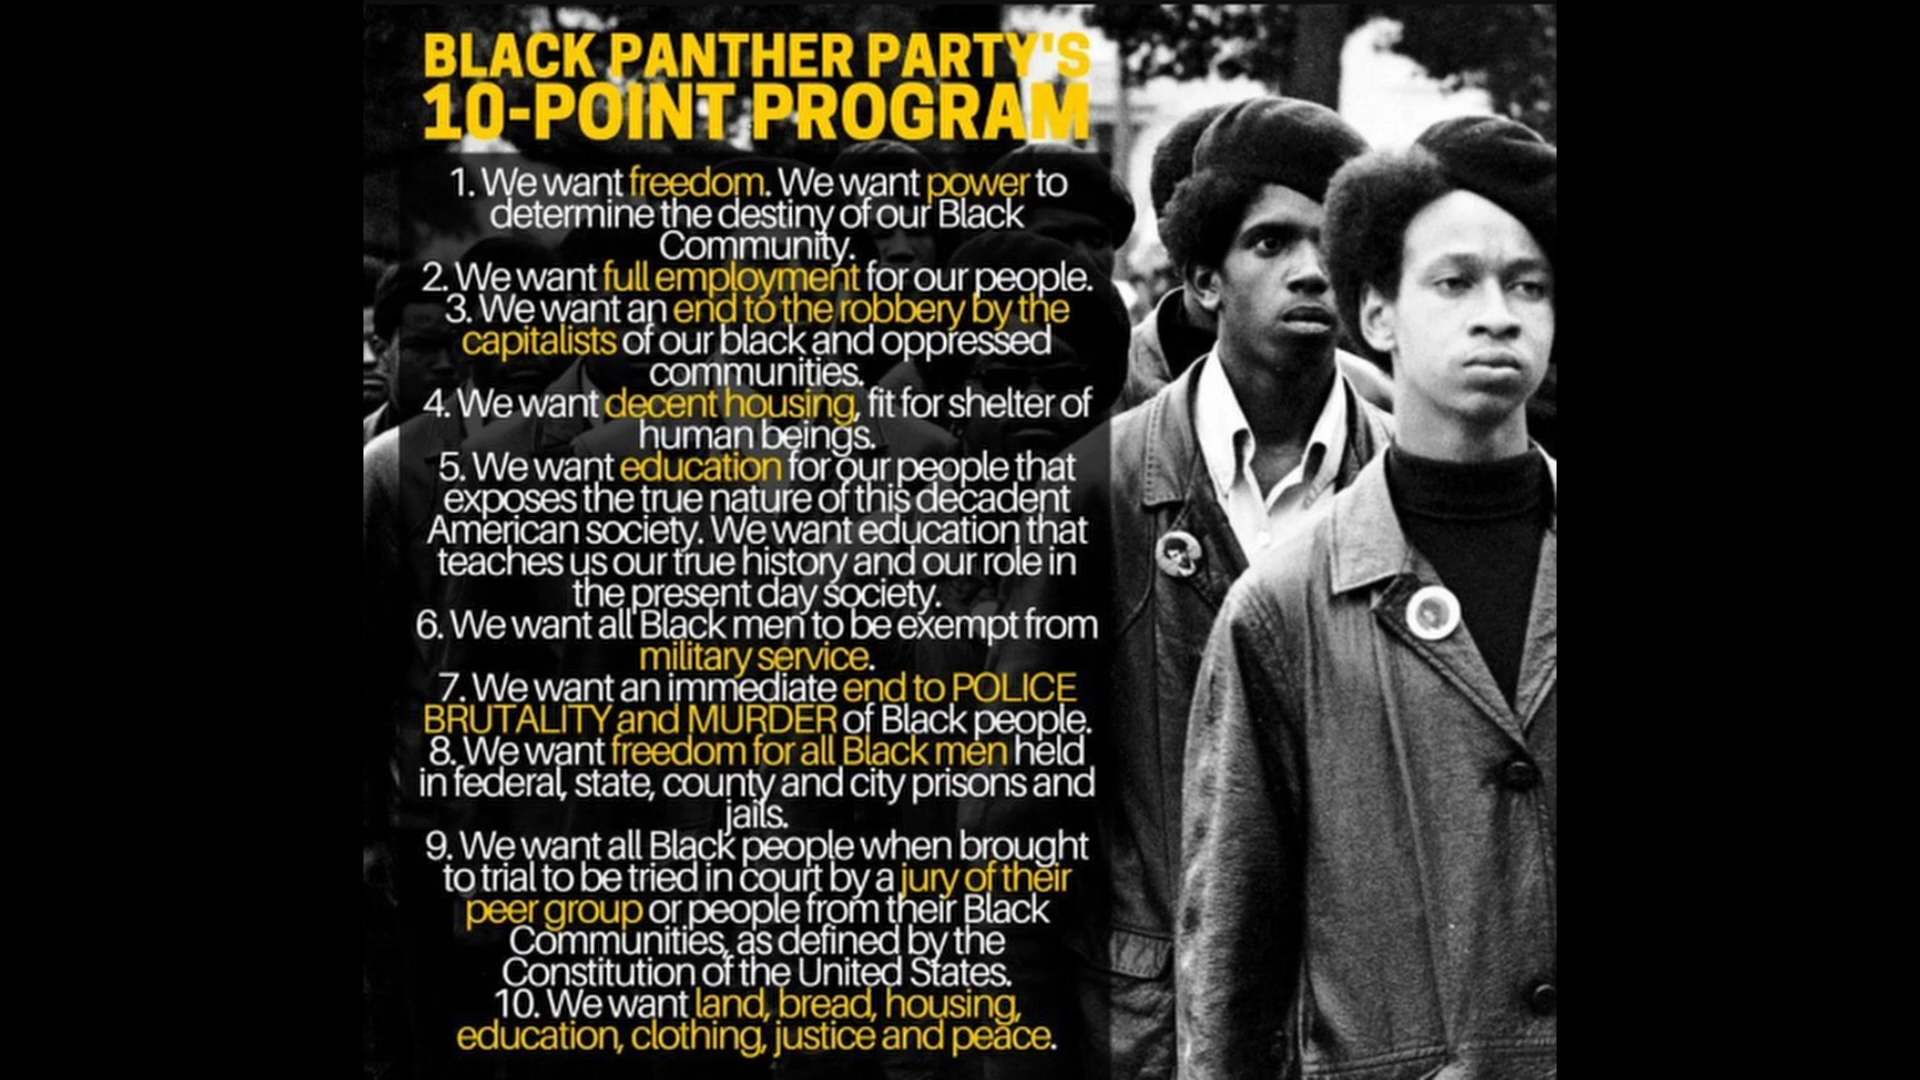 BLACK PANTHER PARTY'S
10-POINT PROGRAM
1. We want freedom. We want power to
determine the destiny of our Black
Community.
2. We want full employment for our people.
3. We want an end to the robbery by the
capitalists of our black and oppressed
communities.
4. We want decent housing, fit for shelter of
human beings.
5. We want education for our people that
exposes the true nature of this decadent
American society. We want education that
teaches us our true history and our role in
the present day society.
6. We want all Black men to be exempt from
military service.
7. We want an immediate end to POLICE
BRUTALITY and MURDER of Black people.
8. We want freedom for all Black men held
in federal, state, county and city prisons and
jails.
9. We want all Black people when brought
to trial to be tried in court by a jury of their
peer group or people from their Black
Communities, as defined by the
Constitution of the United States.
10. We want land, bread, housing,
education, clothing, justice and peace.